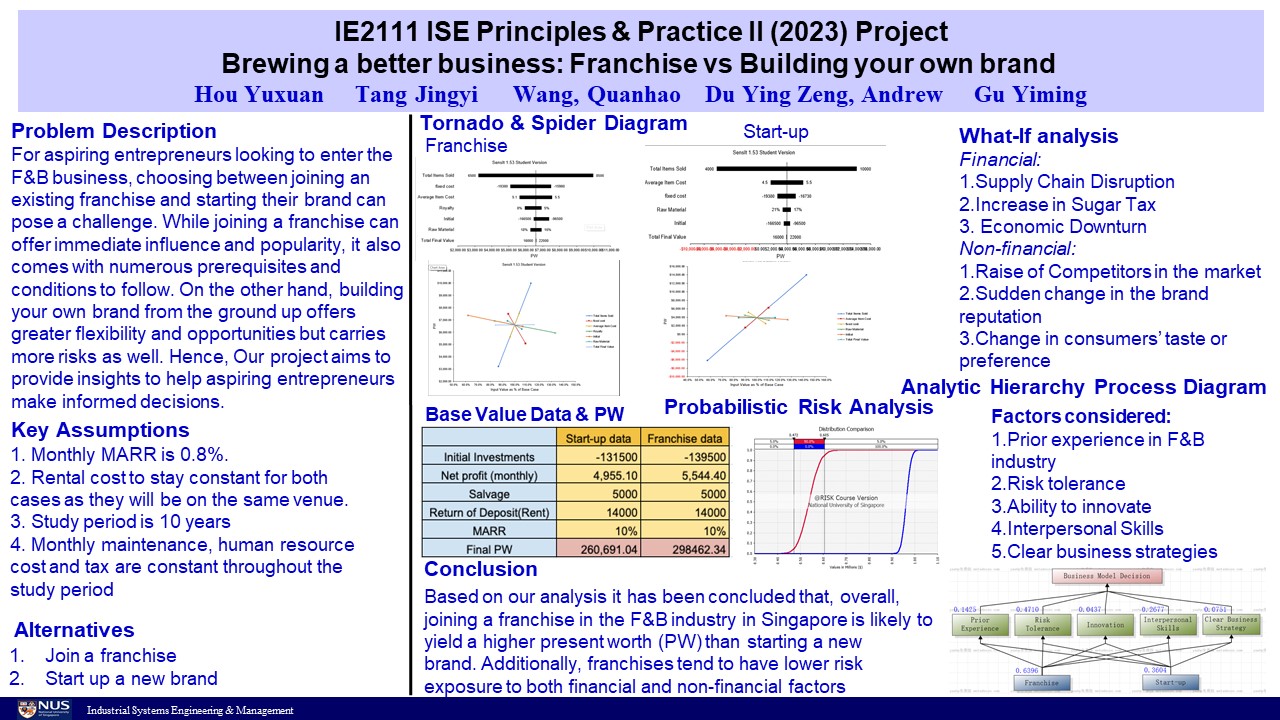 IE2111 ISE Principles & Practice II (2023) Project
Brewing a better business: Franchise vs Building your own brand
Hou Yuxuan Tang Jingyi Wang, Quanhao Du Ying Zeng, Andrew Gu Yiming
Problem Description
For aspiring entrepreneurs looking to enter the
F&B business, choosing between joining an
existing franchise and starting their brand can
pose a challenge. While joining a franchise can
offer immediate influence and popularity, it also
comes with numerous prerequisites and
conditions to follow. On the other hand, building
your own brand from the ground up offers
greater flexibility and opportunities but carries
more risks as well. Hence, Our project aims to
provide insights to help aspiring entrepreneurs
make informed decisions.
Key Assumptions
1. Monthly MARR is 0.8%.
2. Rental cost to stay constant for both
cases as they will be on the same venue.
3. Study period is 10 years
4. Monthly maintenance, human resource
cost and tax are constant throughout the
study period
Alternatives
1. Join a franchise
2. Start up a new brand
Tornado & Spider Diagram
Franchise
SensIt 1.53 Student Version
Total Items Sold
fixed cost
Average Item Cost
Royalty
Initial
Raw Material
Total Final Value
PW
SensIt 1.53 Student Version
PW
Input Value as % of Base Case
Start-up
SensIt 1.53 Student Version
Total Items Sold 4000 10000
Average Item Cost 4.5 5.5
fixed cost
Raw Material 21% 17%
Initial
Total Final Value
PW
Input Value as % of Base Case
Base Value Data & PW
Start-up data Franchise data
Initial Investments -131500 -139500
Net profit (monthly) 4,955.10 5,544.40
Salvage 5000 5000
Return of Deposit(Rent) 14000 14000
MARR 10% 10%
Final PW 260,691.04 298462.34
Probabilistic Risk Analysis
Distribution Comparison
@RISK Course Version
National University of Singapore
Values in Millions ($)
Conclusion
Based on our analysis it has been concluded that, overall,
joining a franchise in the F&B industry in Singapore is likely to
yield a higher present worth (PW) than starting a new
brand. Additionally, franchises tend to have lower risk
exposure to both financial and non-financial factors
What-If analysis
Financial:
1.Supply Chain Disruption
2.Increase in Sugar Tax
3. Economic Downturn
Non-financial:
1.Raise of Competitors in the market
2.Sudden change in the brand
reputation
3.Change in consumers' taste or
preference
Analytic Hierarchy Process Diagram
Factors considered:
1.Prior experience in F&B
industry
2.Risk tolerance
3.Ability to innovate
4.Interpersonal Skills
5.Clear business strategies
Business Model Decision
0.1425 0.4710 0.0437 0.2677 0.0751
Prior Experience
Risk Tolerance
Innovation
Interpersonal Skills
Clear Business Strategy
0.6396 0.3604
Franchise Start-up
NUS
National University of Singapore
Industrial Systems Engineering & Management